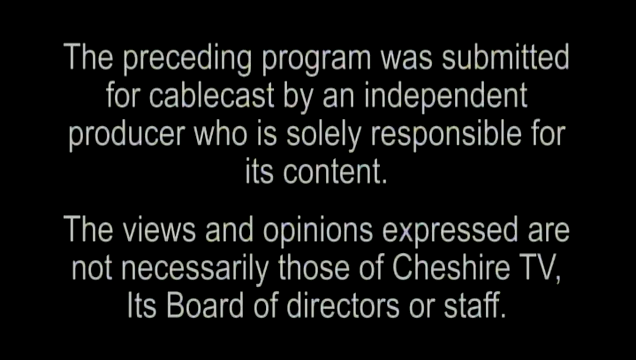 The preceding program was submitted
for cablecast by an independent
producer who is solely responsible for
its content.
The views and opinions expressed are
not necessarily those of Cheshire TV,
Its Board of directors or staff.